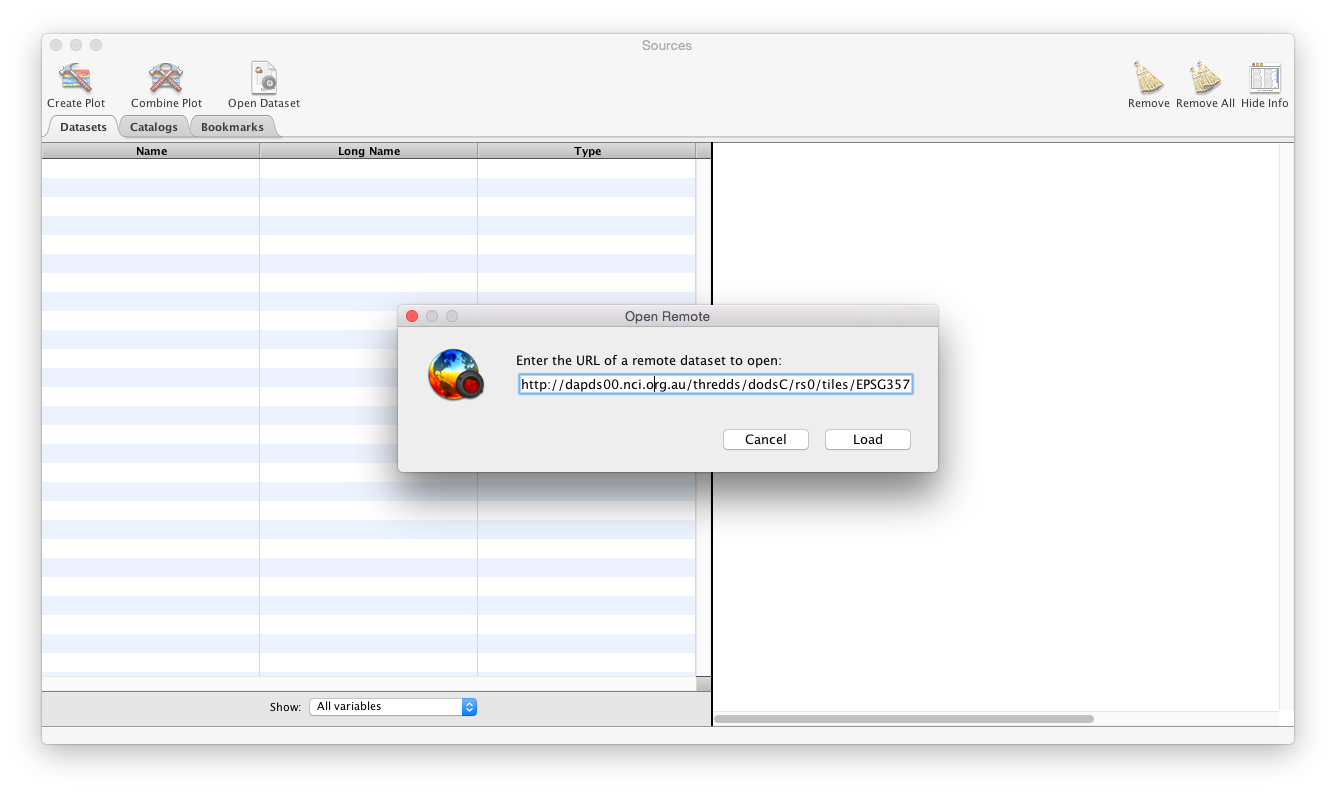 Sources
Create Plot Combine Plot Open Dataset Remove Remove All Hide Info
Datasets Catalogs Bookmarks
Name Long Name Type
Open Remote
Enter the URL of a remote dataset to open:
http://dapds00.nci.org.au/thredds/dodsC/rs0/tiles/EPSG357
Cancel Load
Show: All variables